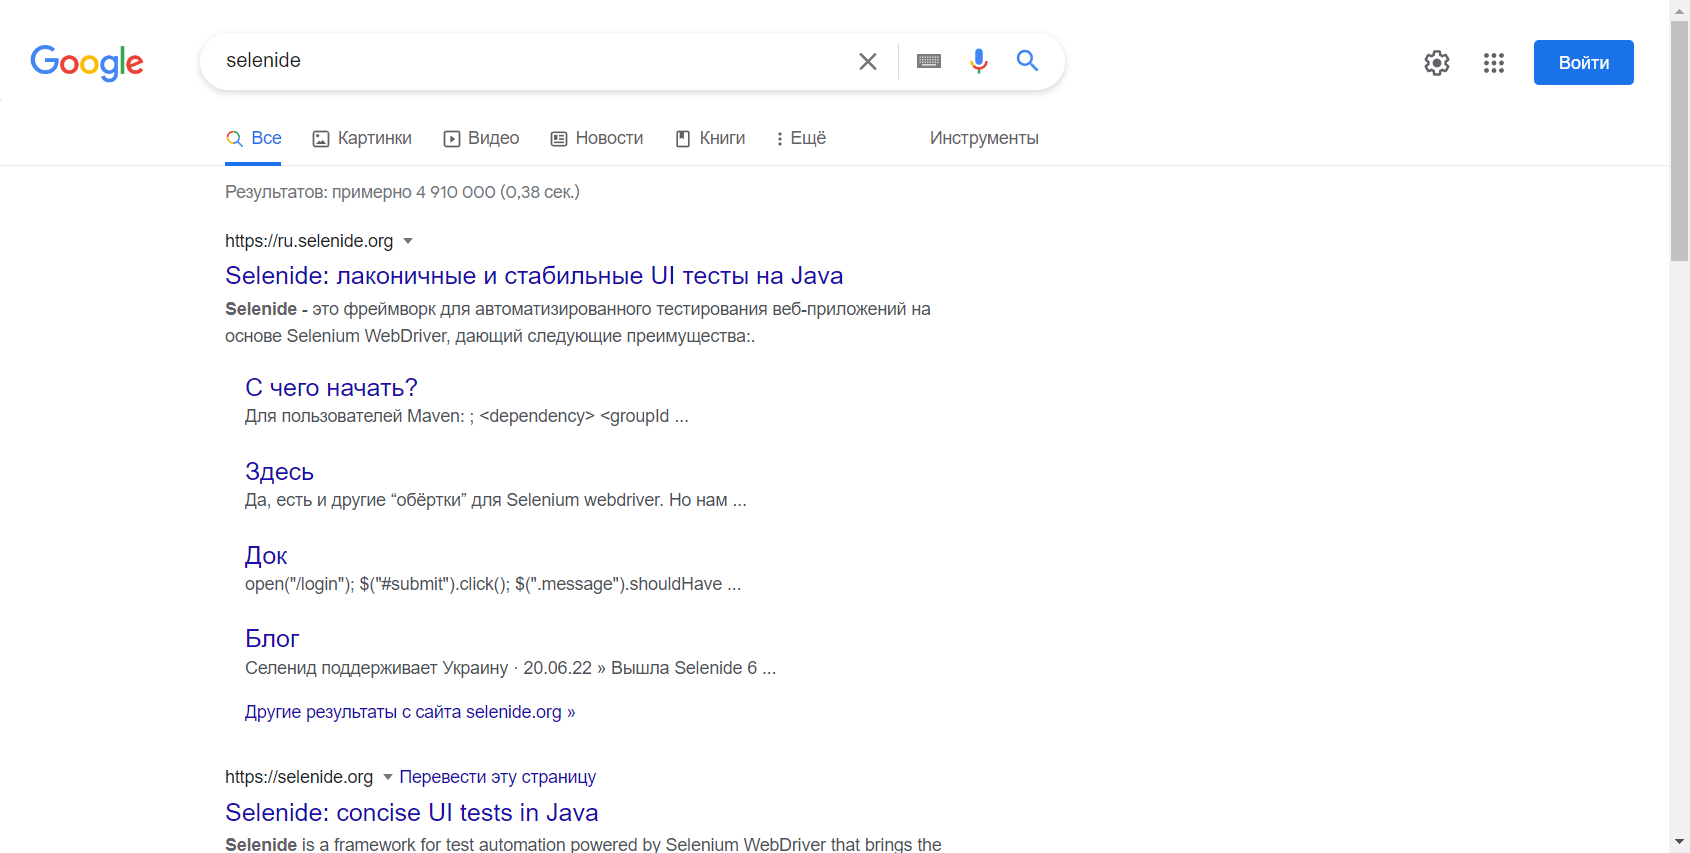 Google
selenide
Войти
Все
Картинки
Видео
Новости
Книги
Ещё
Инструменты
Результатов: примерно 4 910 000 (0,38 сек.)
https://ru.selenide.org
Selenide: лаконичные и стабильные UI тесты на Java
Selenide - это фреймворк для автоматизированного тестирования веб-приложений на
основе Selenium WebDriver, дающий следующие преимущества:.
С чего начать?
Для пользователей Maven: ; <dependency> <groupId ...
Здесь
Да, есть и другие “обёртки” для Selenium webdriver. Но нам ...
Док
open("/login"); $("#submit").click(); $(".message").shouldHave ...
Блог
Селенид поддерживает Украину · 20.06.22 » Вышла Selenide 6 ...
Другие результаты с сайта selenide.org »
https://selenide.org Перевести эту страницу
Selenide: concise UI tests in Java
Selenide is a framework for test automation powered by Selenium WebDriver that brings the